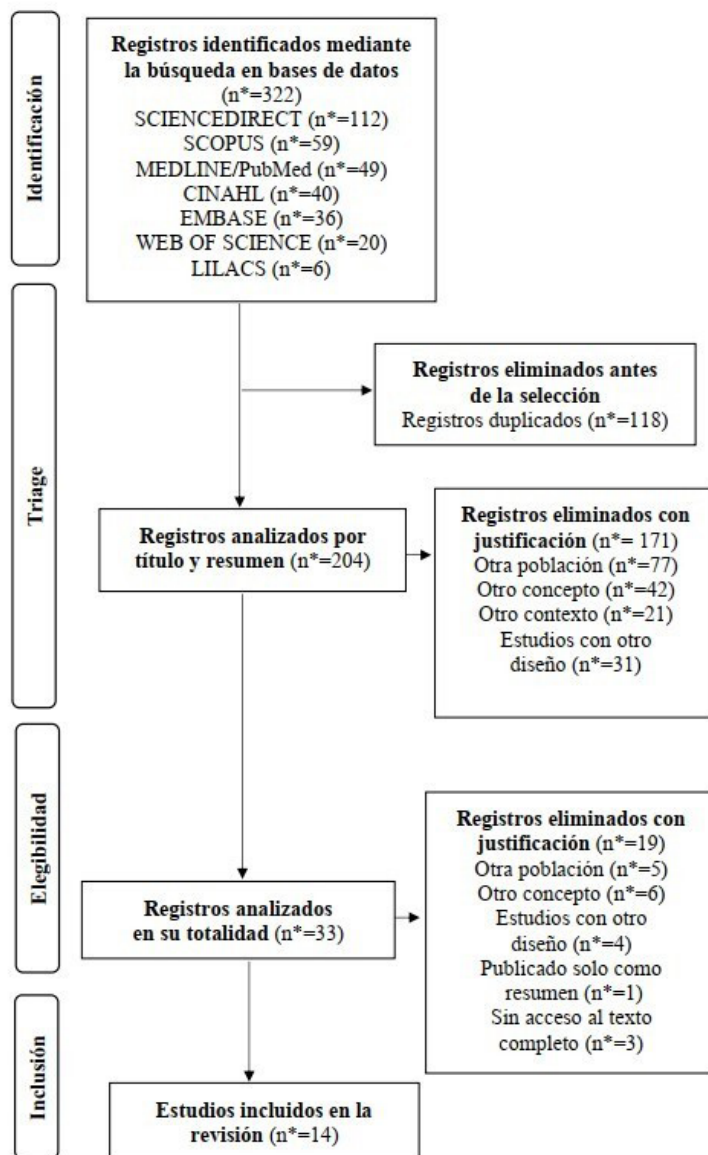 Identificación
Registros identificados mediante
la búsqueda en bases de datos
(n*=322)
SCIENCEDIRECT (n*=112)
SCOPUS (n*=59)
MEDLINE/PubMed (n*=49)
CINAHL (n*=40)
EMBASE (n*=36)
WEB OF SCIENCE (n*=20)
LILACS (n*=6)
Triage
Registros eliminados antes
de la selección
Registros duplicados (n*=118)
Registros analizados por
título y resumen (n*=204)
Registros eliminados con
justificación (n*= 171)
Otra población (n*=77)
Otro concepto (n*=42)
Otro contexto (n*=21)
Estudios con otro
diseño (n*=31)
Elegibilidad
Registros analizados
en su totalidad (n*=33)
Registros eliminados con
justificación (n*=19)
Otra población (n*=5)
Otro concepto (n*=6)
Estudios con otro
diseño (n*=4)
Publicado solo como
resumen (n*=1)
Sin acceso al texto
completo (n*=3)
Inclusión
Estudios incluidos en la
revisión (n*=14)